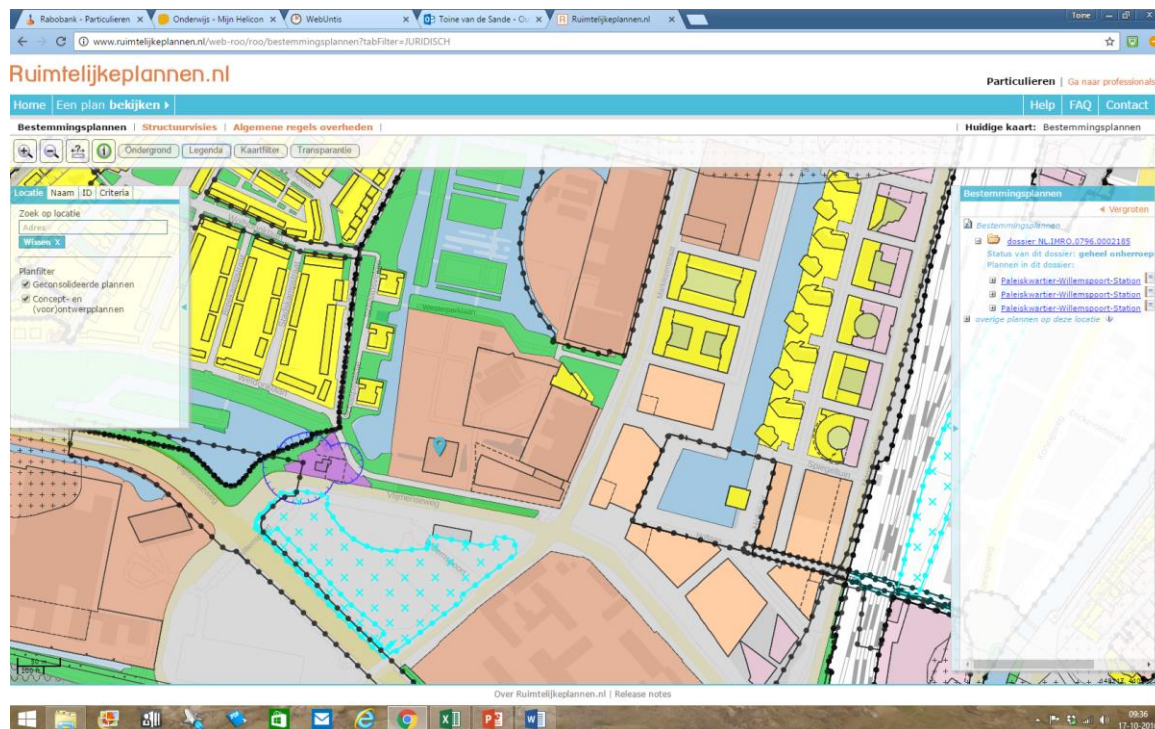 Rabobank - Particulieren
Onderwijs - Mijn Helicon
WebUntis
Toine van de Sande - Ou
Ruimtelijkeplannen.nl
Toine
www.ruimtelijkeplannen.nl/web-roo/roo/bestemmingsplannen?tabFilter=JURIDISCH
Ruimtelijkeplannen.nl
Particulieren | Ga naar professionals
Home Een plan bekijken
Help FAQ Contact
Bestemmingsplannen | Structuurvisies | Algemene regels overheden |
Huidige kaart: Bestemmingsplannen
Ondergrond Legenda Kaartfilter Transparantie
Locatie Naam ID Criteria
Zoek op locatie
Adres
Wissen X
Planfilter
Geconsolideerde plannen
Concept- en
(voor)ontwerpplannen
Bestemmingsplannen
Vergroten
Bestemmingsplannen
dossier NL.IMRO.0796.0002185
Status van dit dossier: geheel onherroep
Plannen in dit dossier:
Paleiskwartier-Willemspoort-Station
Paleiskwartier-Willemspoort-Station
Paleiskwartier-Willemspoort-Station
overige plannen op deze locatie
Weidonklaan
Vlijmenseweg
Vlijmenseweg
Spiegeltuin
50 m
Over Ruimtelijkeplannen.nl | Release notes
09:36